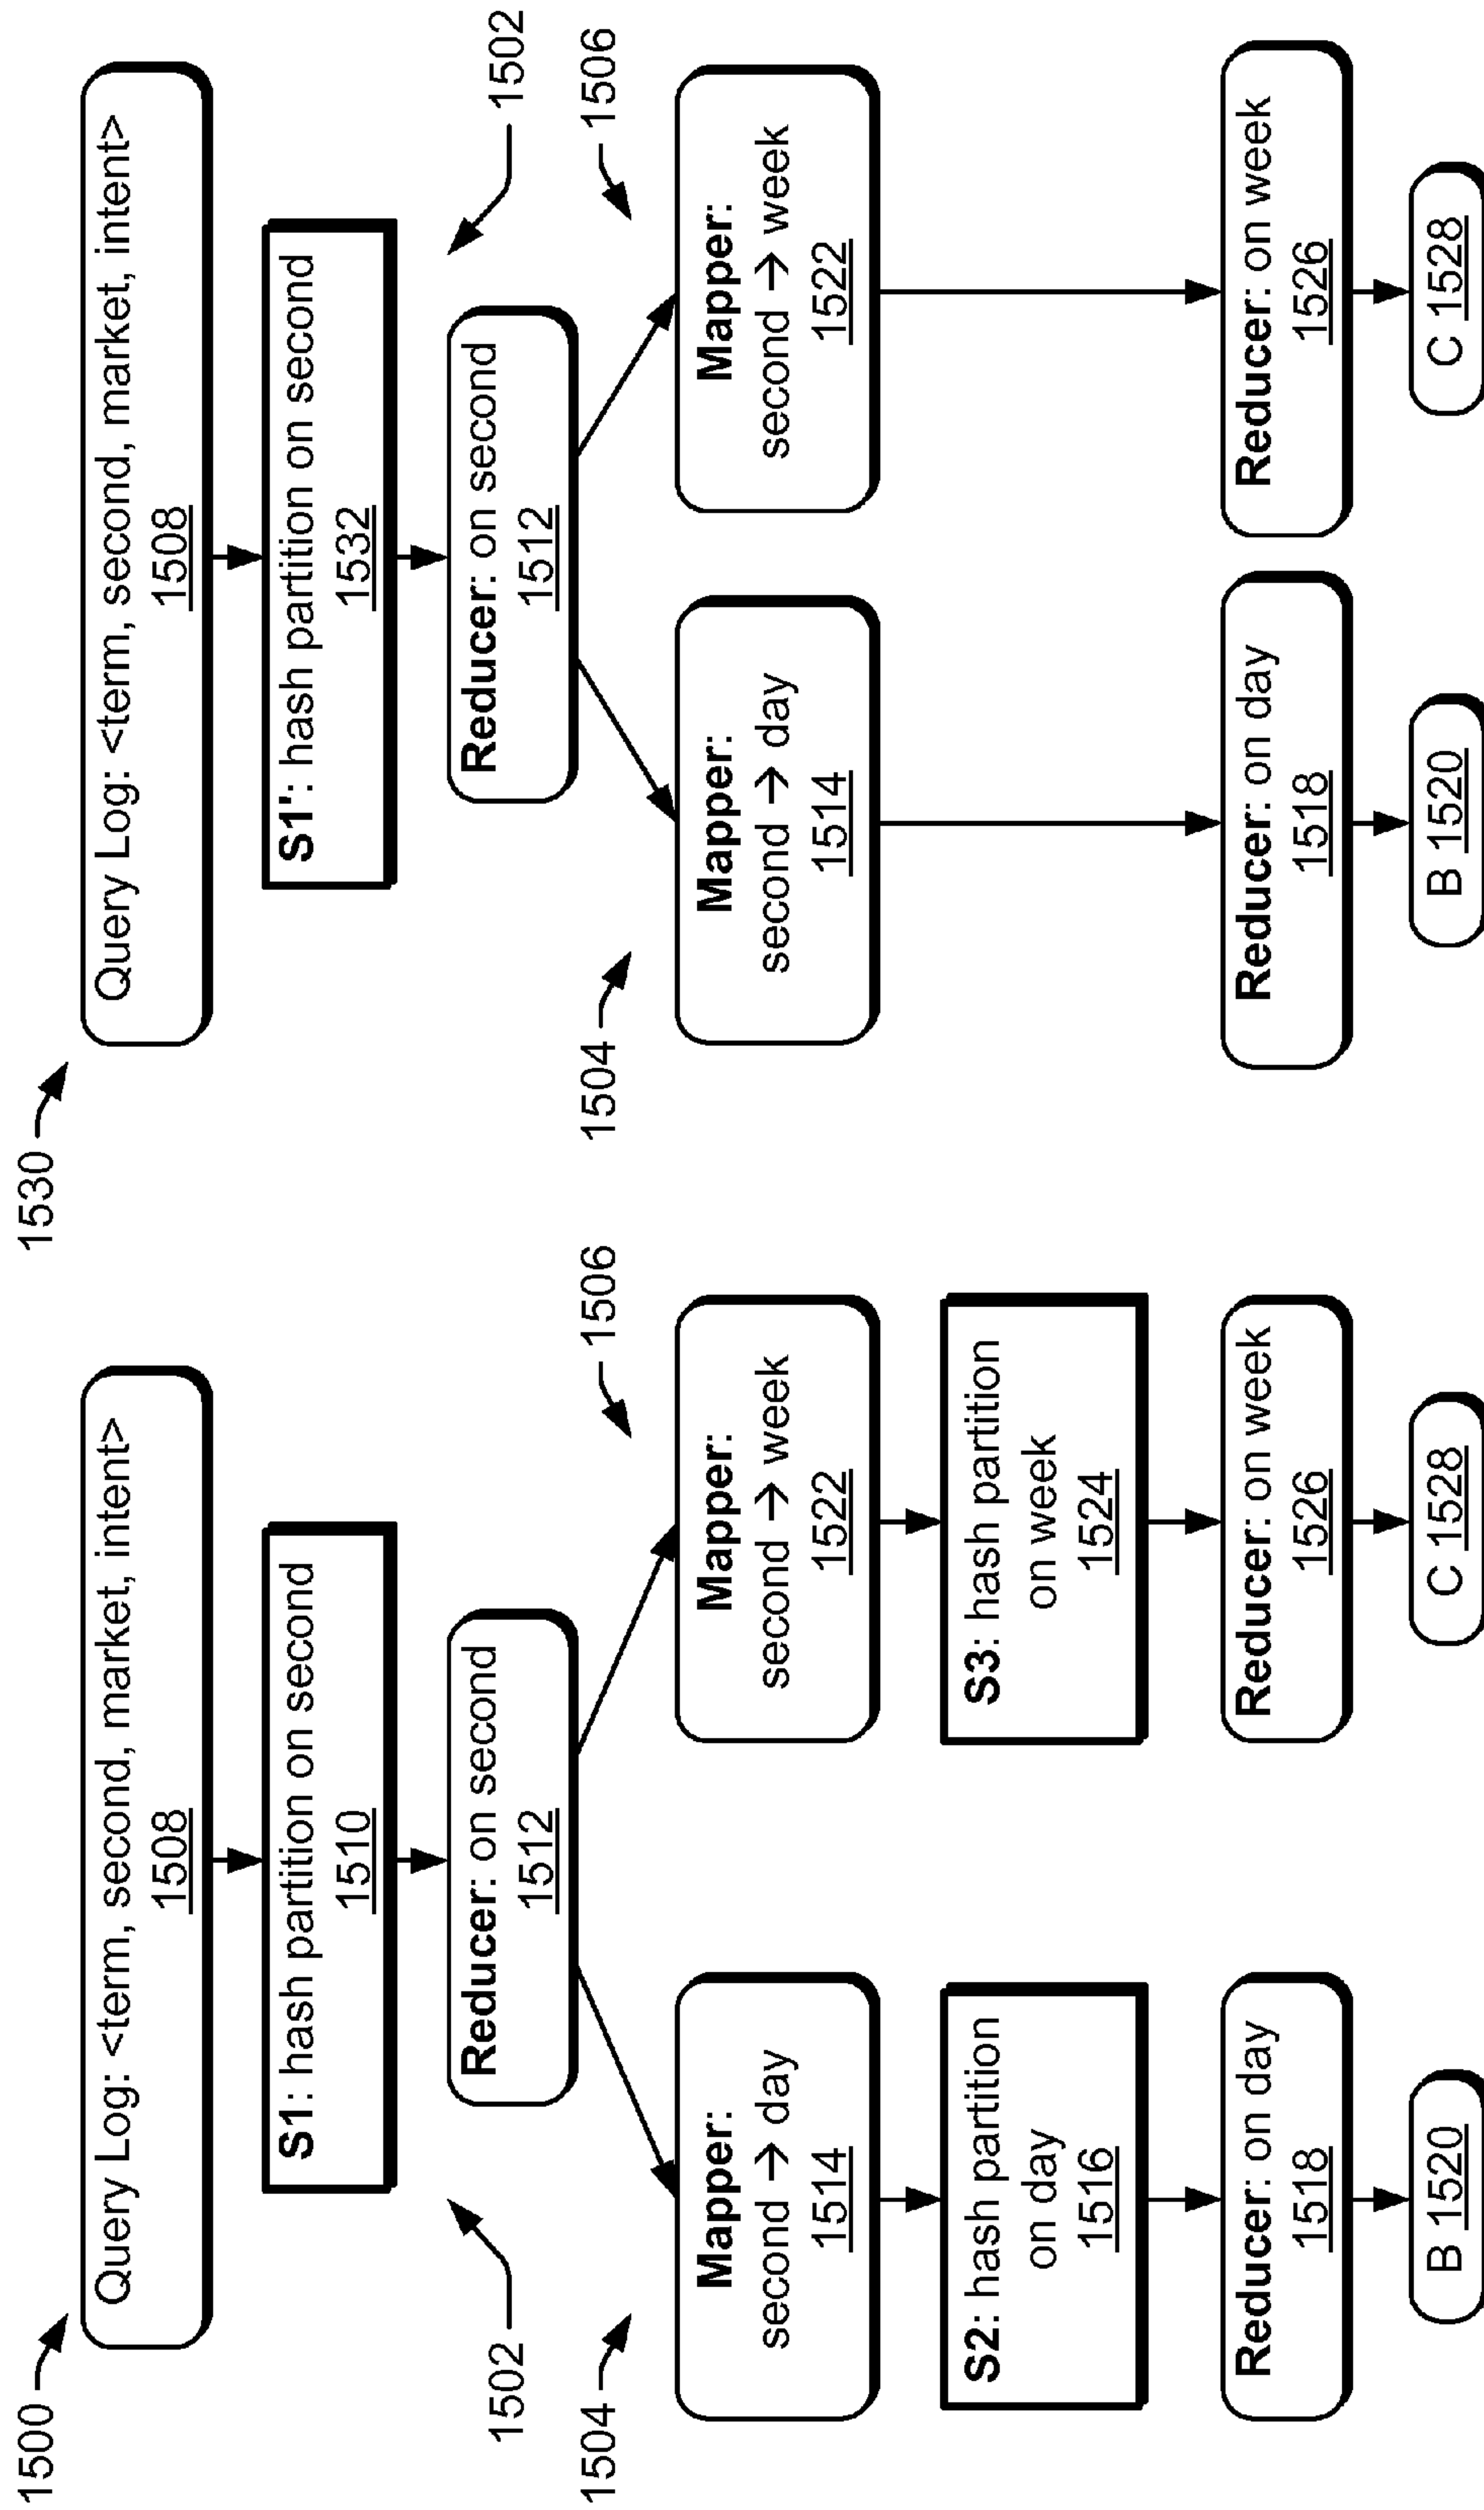 1500
Query Log: <term, second, market, intent>
1508
S1: hash partition on second
1510
1502
Reducer: on second
1512
1504
1506
Mapper:
second → day
1514
Mapper:
second → week
1522
S2: hash partition
on day
1516
S3: hash partition
on week
1524
Reducer: on day
1518
Reducer: on week
1526
B 1520
C 1528
1530
Query Log: <term, second, market, intent>
1508
S1': hash partition on second
1532
1502
Reducer: on second
1512
1504
1506
Mapper:
second → day
1514
Mapper:
second → week
1522
Reducer: on day
1518
Reducer: on week
1526
B 1520
C 1528